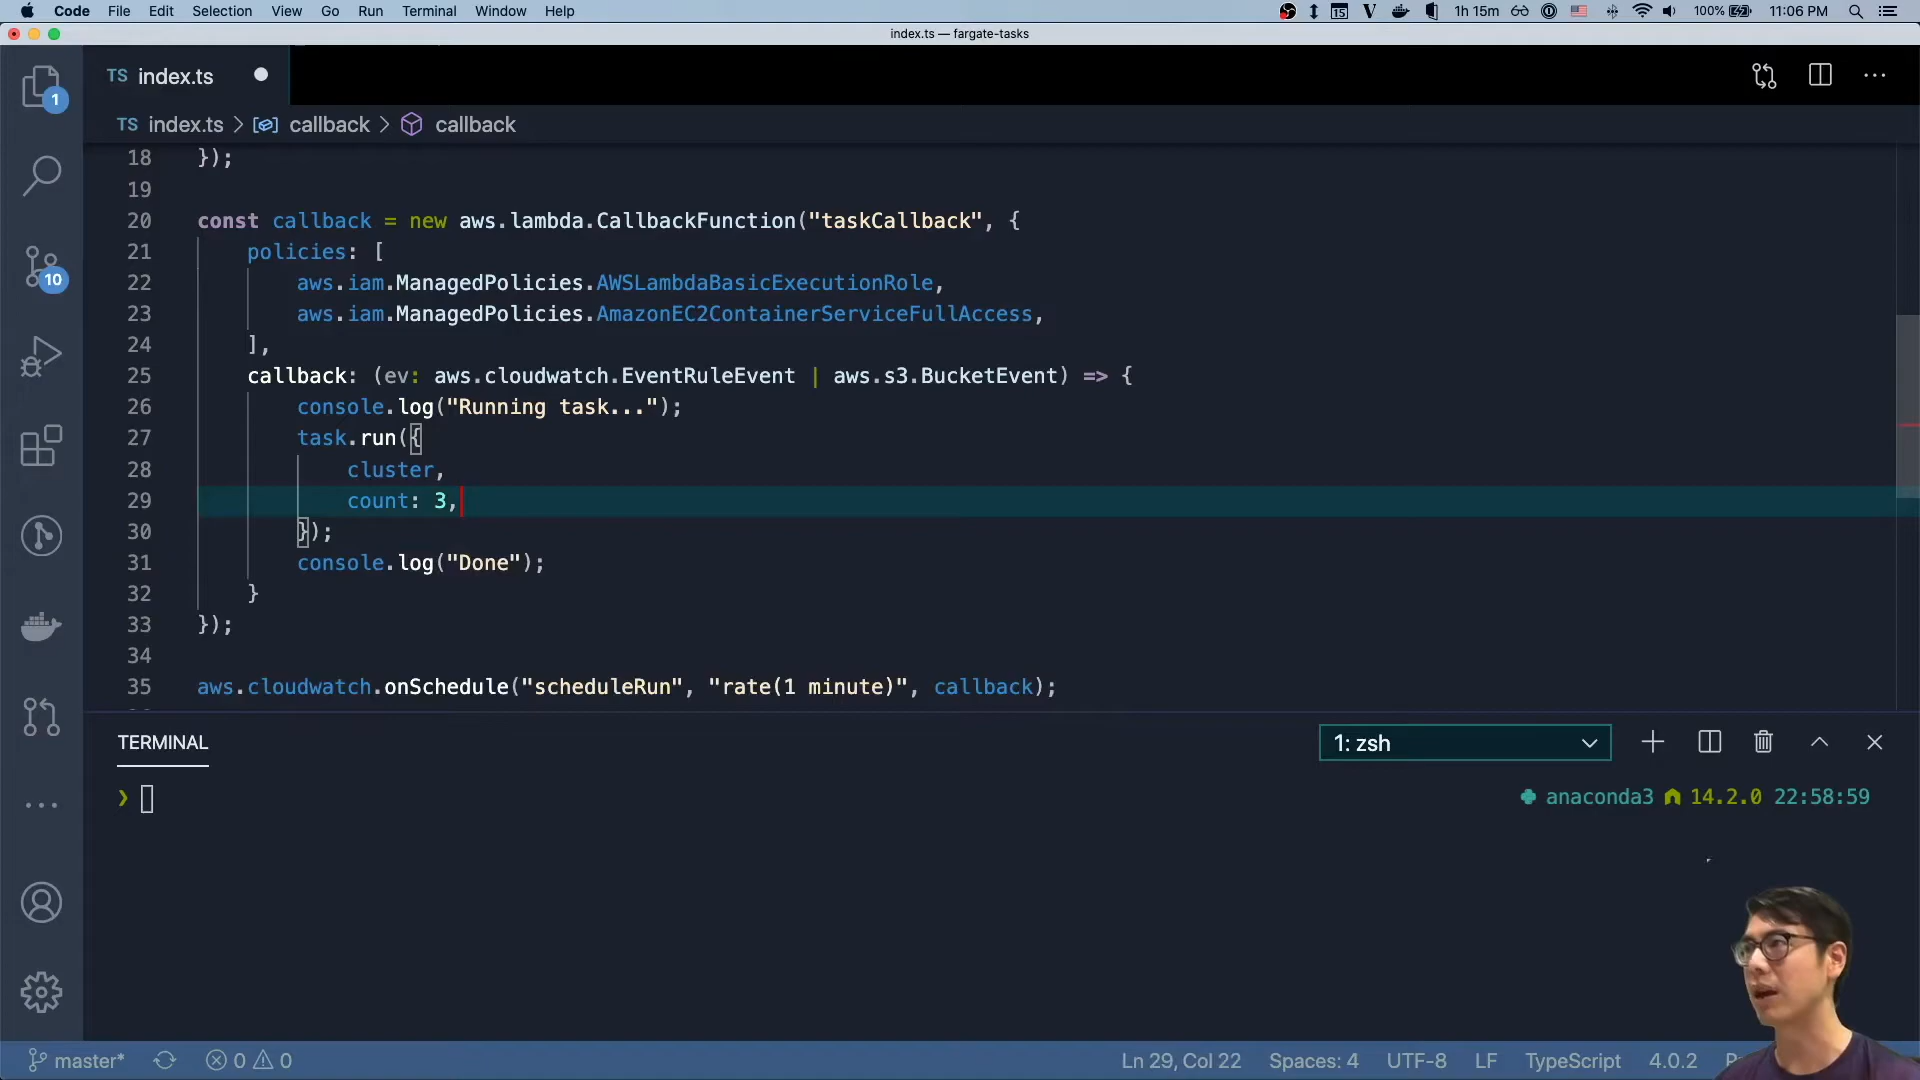 Code File Edit Selection View Go Run Terminal Window Help
15 V 1h 15m 100% 11:06 PM
index.ts — fargate-tasks
TS index.ts
1
TS index.ts > callback > callback
18 });
19
20 const callback = new aws.lambda.CallbackFunction("taskCallback", {
21 policies: [
22 aws.iam.ManagedPolicies.AWSLambdaBasicExecutionRole,
23 aws.iam.ManagedPolicies.AmazonEC2ContainerServiceFullAccess,
24 ],
25 callback: (ev: aws.cloudwatch.EventRuleEvent | aws.s3.BucketEvent) => {
26 console.log("Running task...");
27 task.run({
28 cluster,
29 count: 3,
30 });
31 console.log("Done");
32 }
33 });
34
35 aws.cloudwatch.onSchedule("scheduleRun", "rate(1 minute)", callback);
10
TERMINAL
1: zsh
❯
anaconda3 14.2.0 22:58:59
master* 0 0 Ln 29, Col 22 Spaces: 4 UTF-8 LF TypeScript 4.0.2